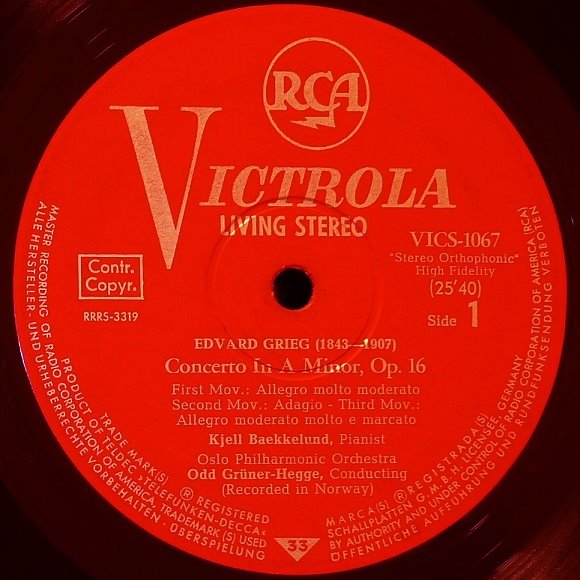 RCA
VICTROLA
LIVING STEREO
VICS-1067
"Stereo Orthophonic"
High Fidelity
(25'40)
Side 1
Contr.
Copyr.
RRRS-3319
EDVARD GRIEG (1843—1907)
Concerto In A Minor, Op. 16
First Mov.: Allegro molto moderato
Second Mov.: Adagio - Third Mov.:
Allegro moderato molto e marcato
Kjell Baekkelund, Pianist
Oslo Philharmonic Orchestra
Odd Grüner-Hegge, Conducting
(Recorded in Norway)
33
MASTER RECORDING OF RADIO CORPORATION OF AMERICA, TRADEMARK(S) USED
ALLE HERSTELLER- UND URHEBERRECHTE VORBEHALTEN · ÜBERSPIELUNG
TRADE MARK(S) ® REGISTERED
PRODUCT OF TELDEC »TELEFUNKEN-DECCA«
MARCA(S) ® REGISTRADA(S)
SCHALLPLATTEN G.M.B.H., LICENSEE, GERMANY
BY AUTHORITY AND UNDER CONTROL OF RADIO CORPORATION OF AMERICA (RCA)
ÖFFENTLICHE AUFFÜHRUNG UND RUNDFUNKSENDUNG VERBOTEN